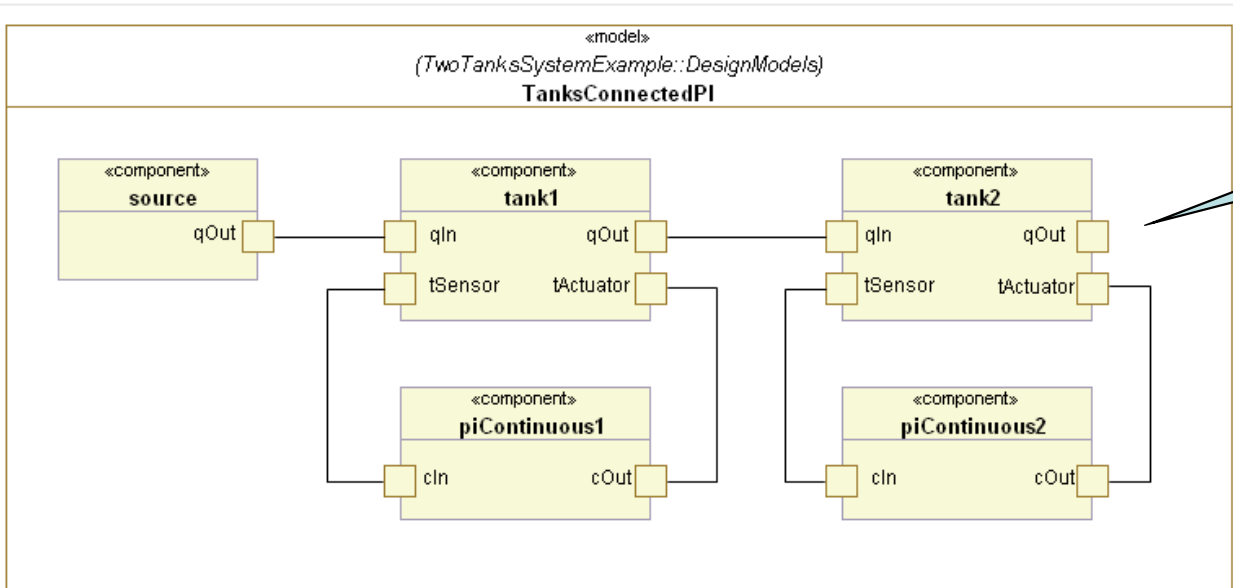 «model»
(TwoTanksSystemExample::DesignModels)
TanksConnectedPI
«component»
source
qOut
«component»
tank1
qIn qOut
tSensor tActuator
«component»
tank2
qIn qOut
tSensor tActuator
«component»
piContinuous1
cIn cOut
«component»
piContinuous2
cIn cOut